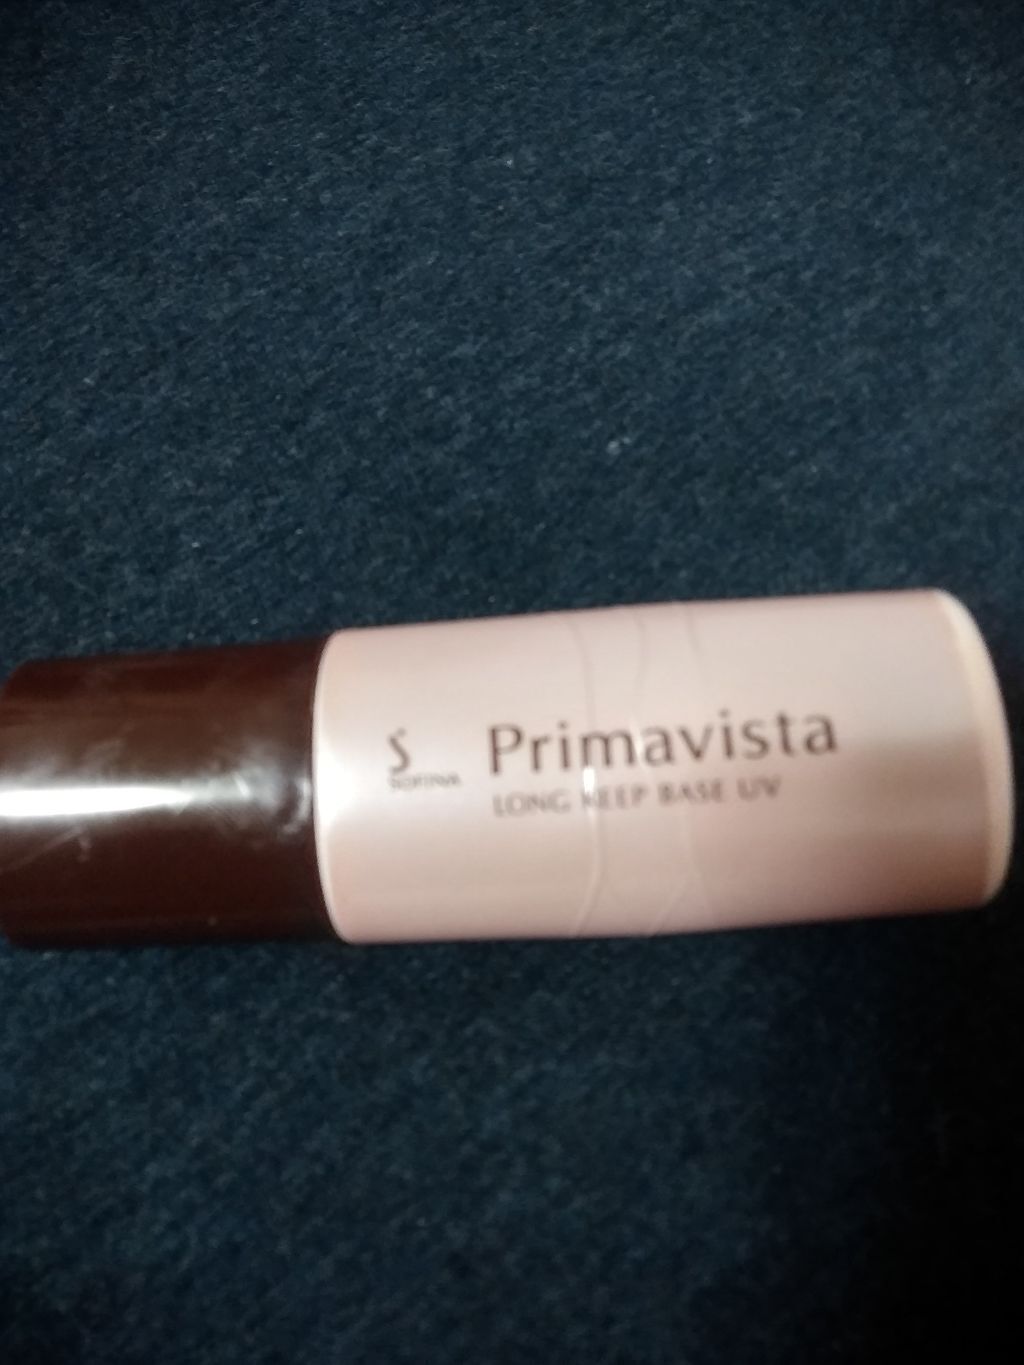 S
SOFINA
Primavista
LONG KEEP BASE UV